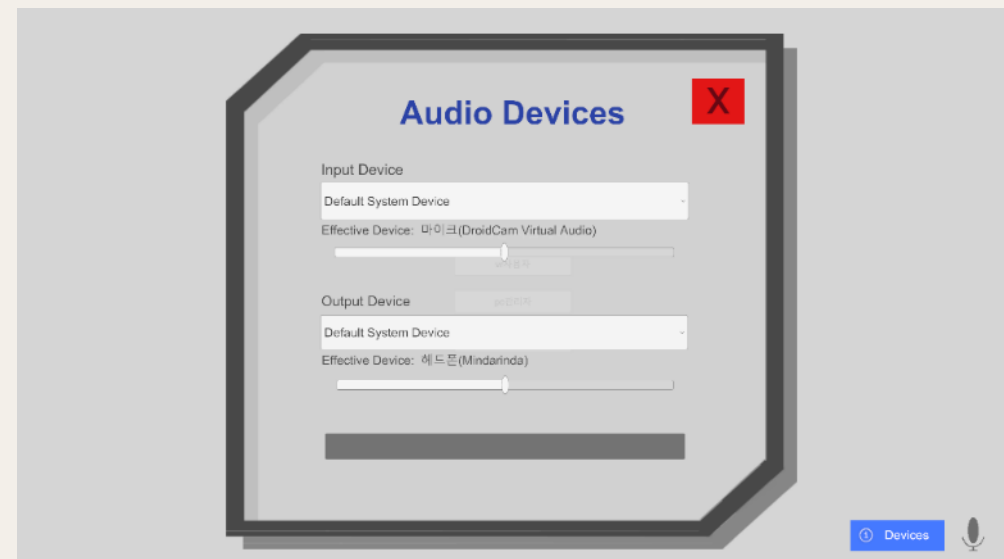 Audio Devices
X
Input Device
Default System Device
Effective Device: 마이크(DroidCam Virtual Audio)
Output Device
Default System Device
Effective Device: 헤드폰(Mindarinda)
① Devices